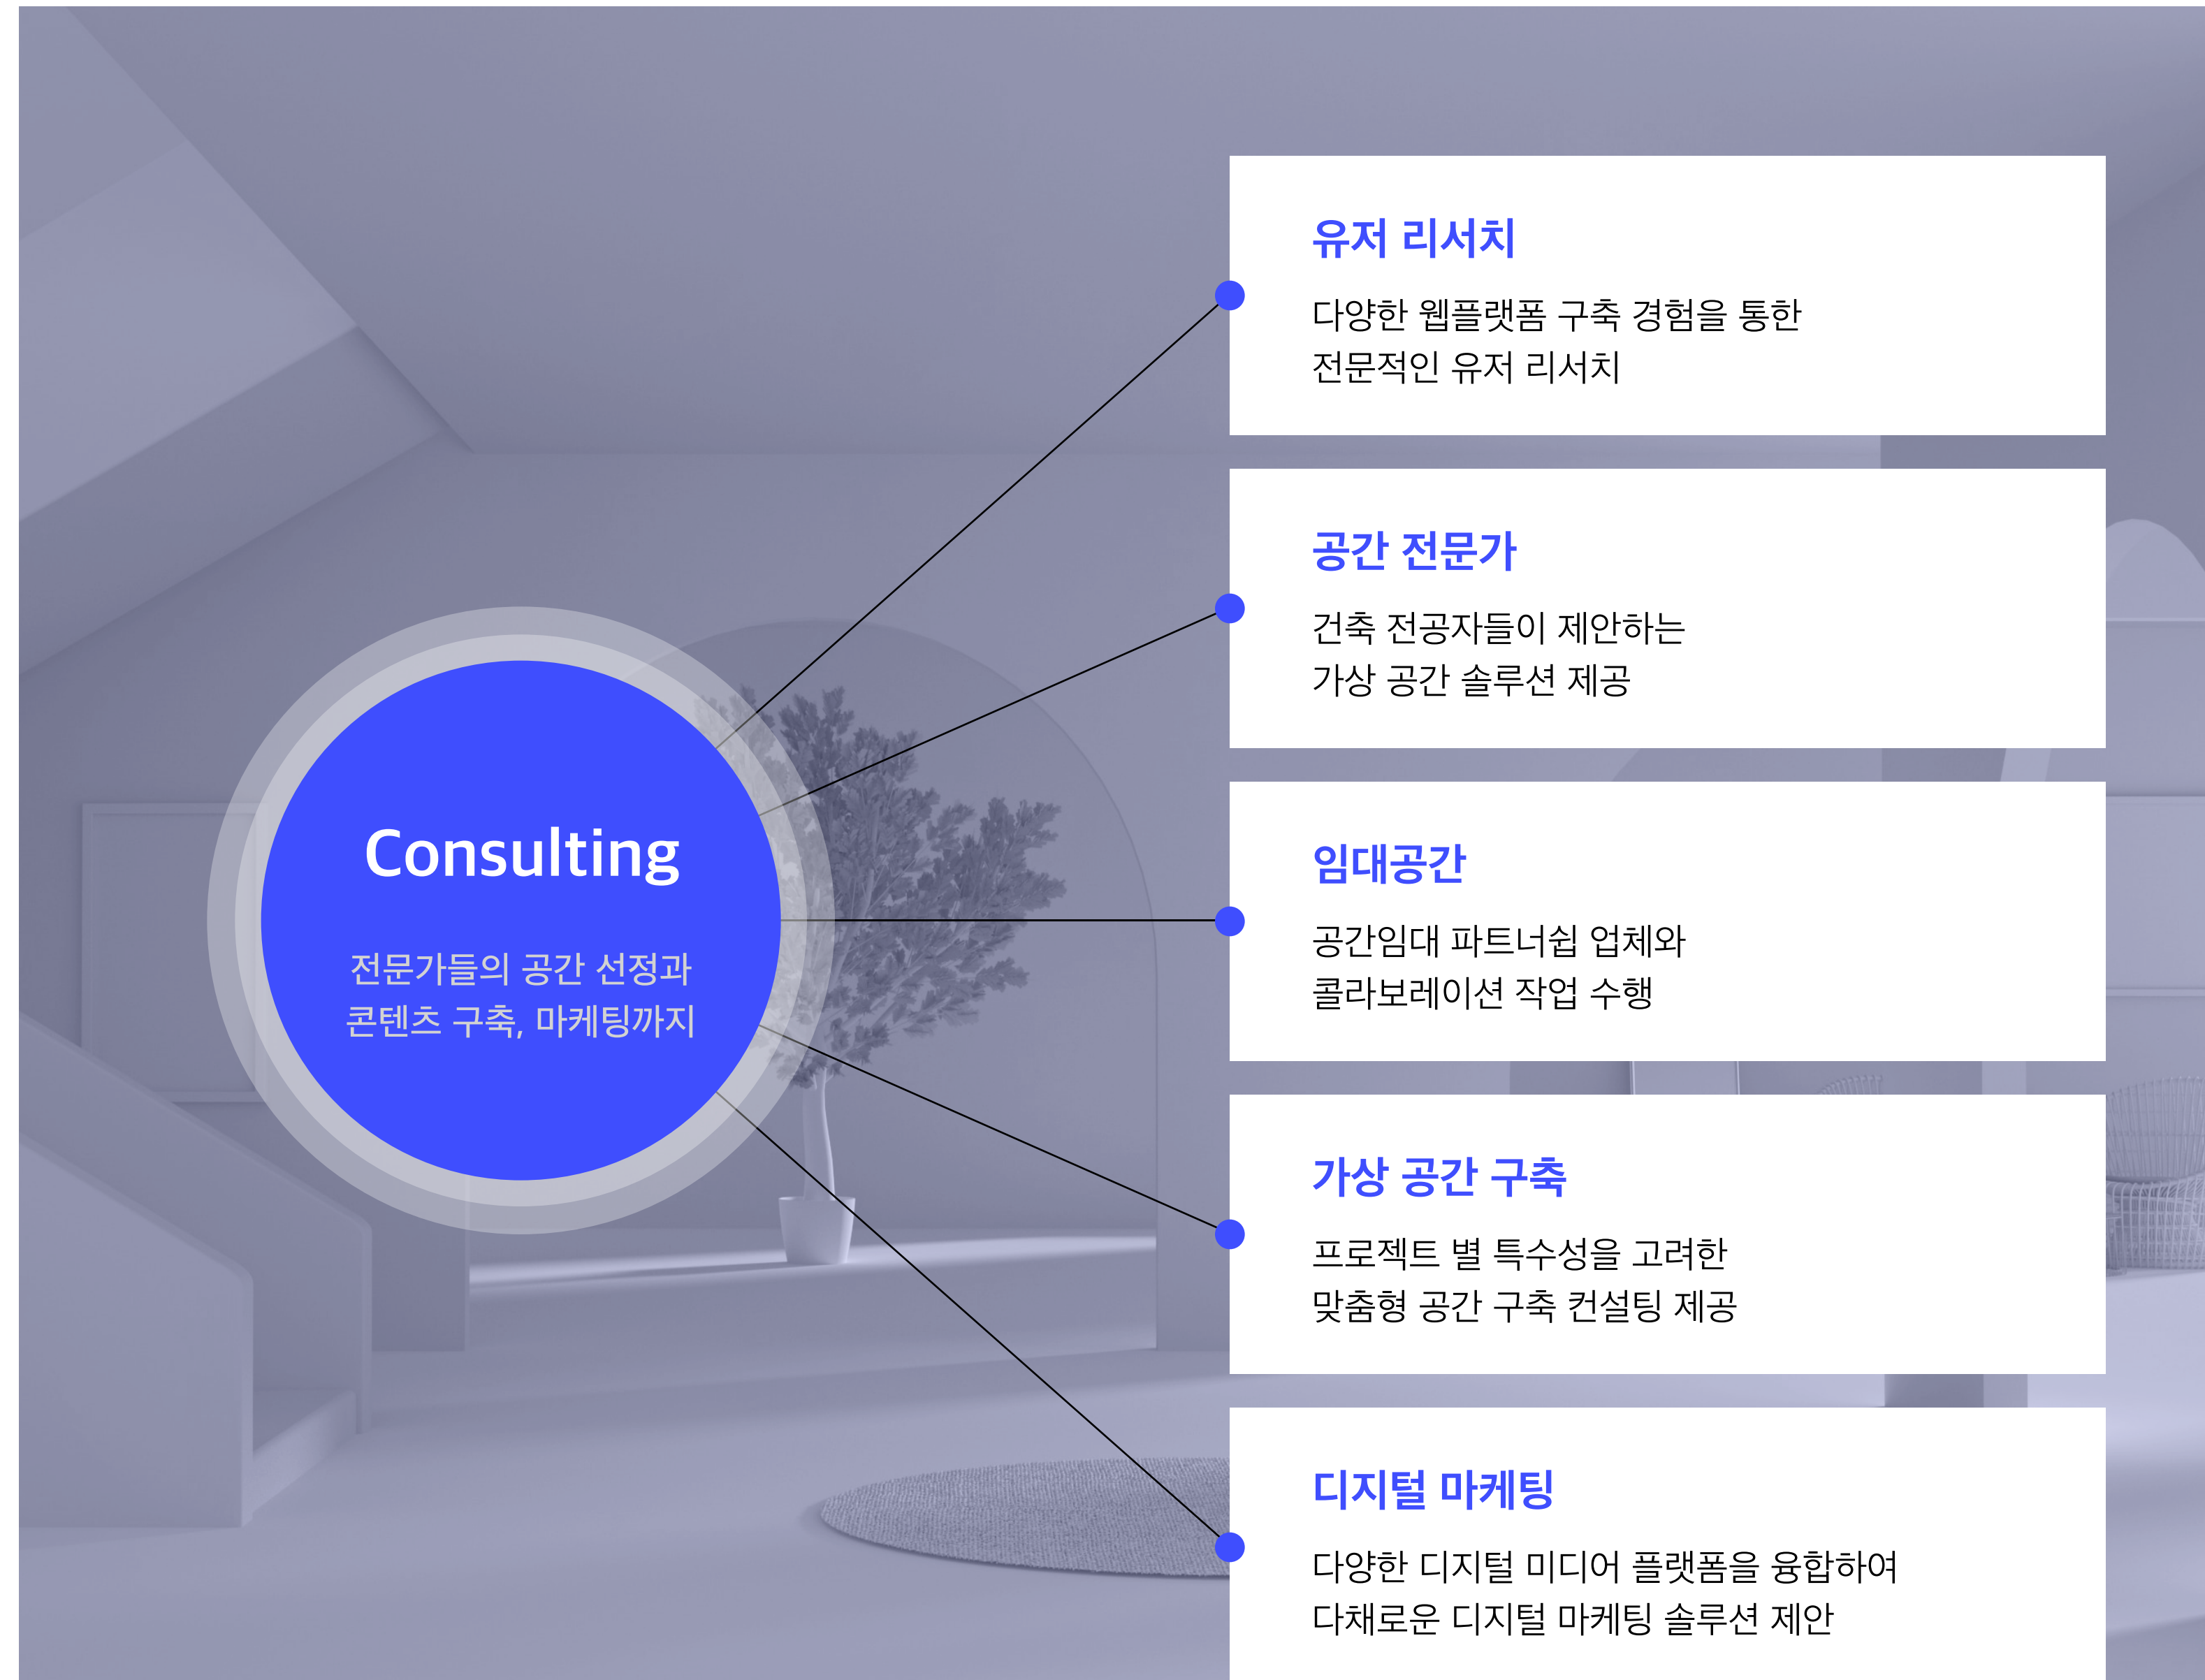 Consulting
전문가들의 공간 선정과
콘텐츠 구축, 마케팅까지
유저 리서치
다양한 웹플랫폼 구축 경험을 통한
전문적인 유저 리서치
공간 전문가
건축 전공자들이 제안하는
가상 공간 솔루션 제공
임대공간
공간임대 파트너쉽 업체와
콜라보레이션 작업 수행
가상 공간 구축
프로젝트 별 특수성을 고려한
맞춤형 공간 구축 컨설팅 제공
디지털 마케팅
다양한 디지털 미디어 플랫폼을 융합하여
다채로운 디지털 마케팅 솔루션 제안